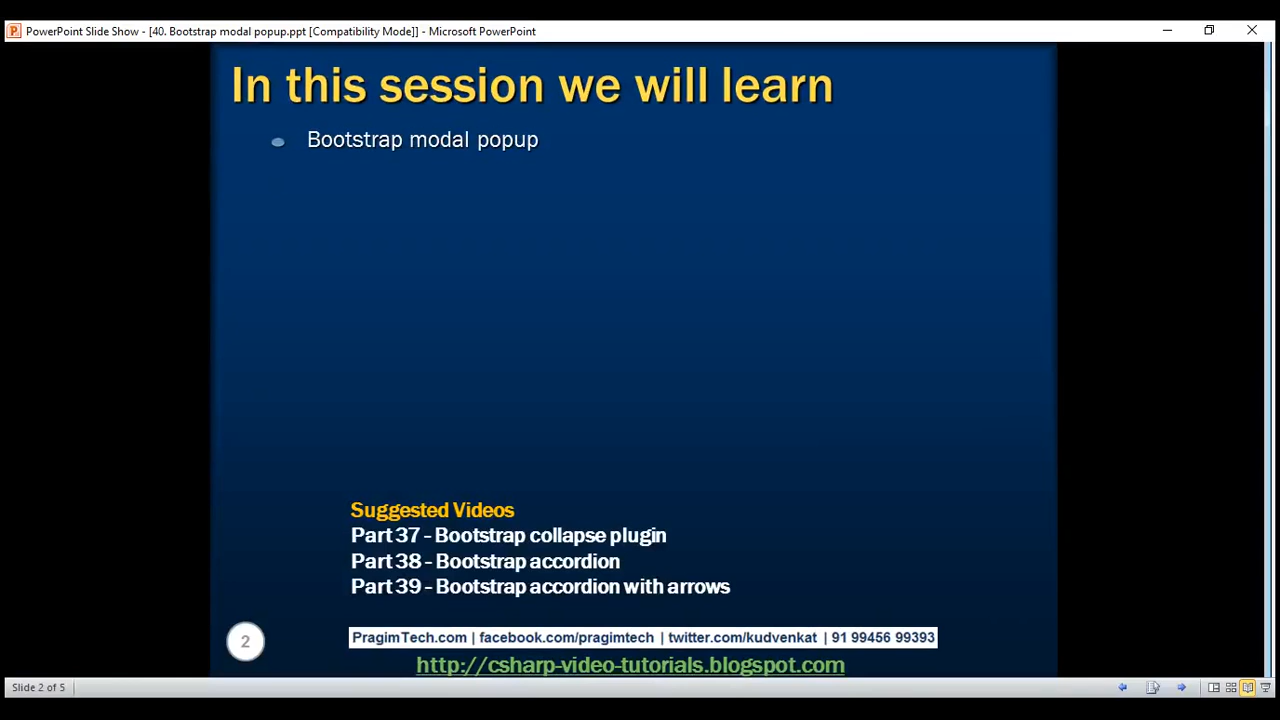 PowerPoint Slide Show - [40. Bootstrap modal popup.ppt [Compatibility Mode]] - Microsoft PowerPoint
In this session we will learn
Bootstrap modal popup
Suggested Videos
Part 37 - Bootstrap collapse plugin
Part 38 - Bootstrap accordion
Part 39 - Bootstrap accordion with arrows
2
PragimTech.com | facebook.com/pragimtech | twitter.com/kudvenkat | 91 99456 99393
http://csharp-video-tutorials.blogspot.com
Slide 2 of 5